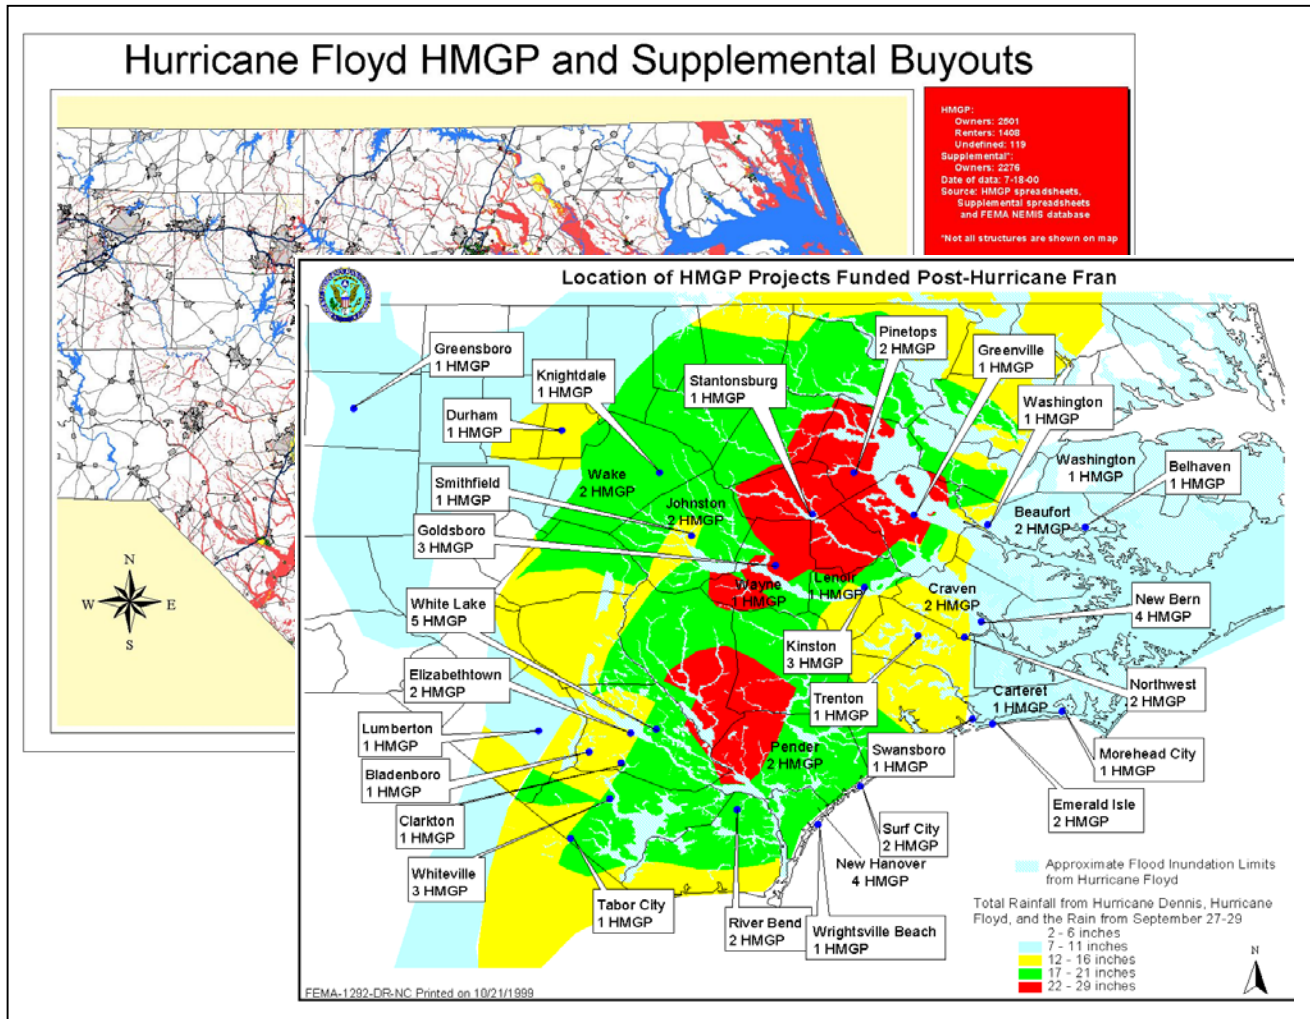 Hurricane Floyd HMGP and Supplemental Buyouts
HMGP:
Owners: 2501
Renters: 1408
Undefined: 119
Supplemental*:
Owners: 2276
Date of data: 7-18-00
Source: HMGP spreadsheets,
Supplemental spreadsheets
and FEMA NEMIS database
*Not all structures are shown on map
N
W E
S
Location of HMGP Projects Funded Post-Hurricane Fran
Greensboro
1 HMGP
Knightdale
1 HMGP
Durham
1 HMGP
Stantonsburg
1 HMGP
Pinetops
2 HMGP
Greenville
1 HMGP
Washington
1 HMGP
Washington
1 HMGP
Belhaven
1 HMGP
Wake
2 HMGP
Smithfield
1 HMGP
Johnston
2 HMGP
Beaufort
2 HMGP
Goldsboro
3 HMGP
Wayne
1 HMGP
Lenoir
1 HMGP
Craven
2 HMGP
New Bern
4 HMGP
White Lake
5 HMGP
Kinston
3 HMGP
Elizabethtown
2 HMGP
Trenton
1 HMGP
Northwest
2 HMGP
Carteret
1 HMGP
Lumberton
1 HMGP
Pender
2 HMGP
Swansboro
1 HMGP
Morehead City
1 HMGP
Bladenboro
1 HMGP
Emerald Isle
2 HMGP
Clarkton
1 HMGP
Surf City
2 HMGP
Whiteville
3 HMGP
New Hanover
4 HMGP
Tabor City
1 HMGP
River Bend
2 HMGP
Wrightsville Beach
1 HMGP
Approximate Flood Inundation Limits
from Hurricane Floyd
Total Rainfall from Hurricane Dennis, Hurricane
Floyd, and the Rain from September 27-29
2 - 6 inches
7 - 11 inches
12 - 16 inches
17 - 21 inches
22 - 29 inches
N
FEMA-1292-DR-NC Printed on 10/21/1999